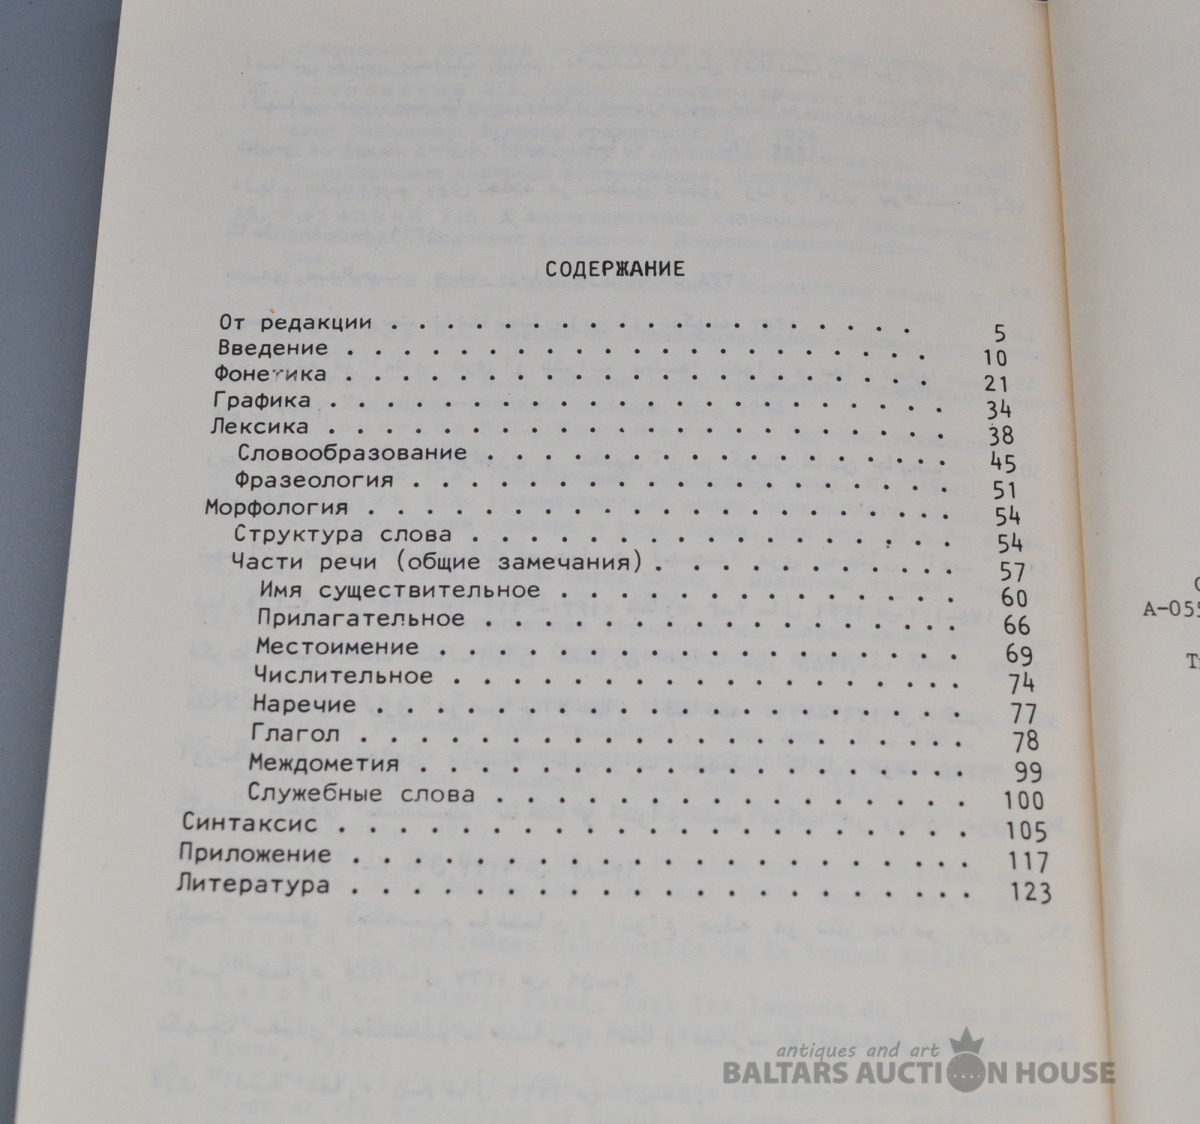 СОДЕРЖАНИЕ
От редакции . . . . . . . . . . . . . . . . . . . 5
Введение . . . . . . . . . . . . . . . . . . . . . 10
Фонетика . . . . . . . . . . . . . . . . . . . . . 21
Графика . . . . . . . . . . . . . . . . . . . . . . 34
Лексика . . . . . . . . . . . . . . . . . . . . . . 38
Словообразование . . . . . . . . . . . . . . . . 45
Фразеология . . . . . . . . . . . . . . . . . . . 51
Морфология . . . . . . . . . . . . . . . . . . . . 54
Структура слова . . . . . . . . . . . . . . . . . 54
Части речи (общие замечания) . . . . . . . . . . . 57
Имя существительное . . . . . . . . . . . . . . 60
Прилагательное . . . . . . . . . . . . . . . . . 66
Местоимение . . . . . . . . . . . . . . . . . . 69
Числительное . . . . . . . . . . . . . . . . . . 74
Наречие . . . . . . . . . . . . . . . . . . . . 77
Глагол . . . . . . . . . . . . . . . . . . . . . 78
Междометия . . . . . . . . . . . . . . . . . . . 99
Служебные слова . . . . . . . . . . . . . . . . 100
Синтаксис . . . . . . . . . . . . . . . . . . . . . 105
Приложение . . . . . . . . . . . . . . . . . . . . 117
Литература . . . . . . . . . . . . . . . . . . . . 123
А-055
antiques and art
BALTARS AUCTION HOUSE